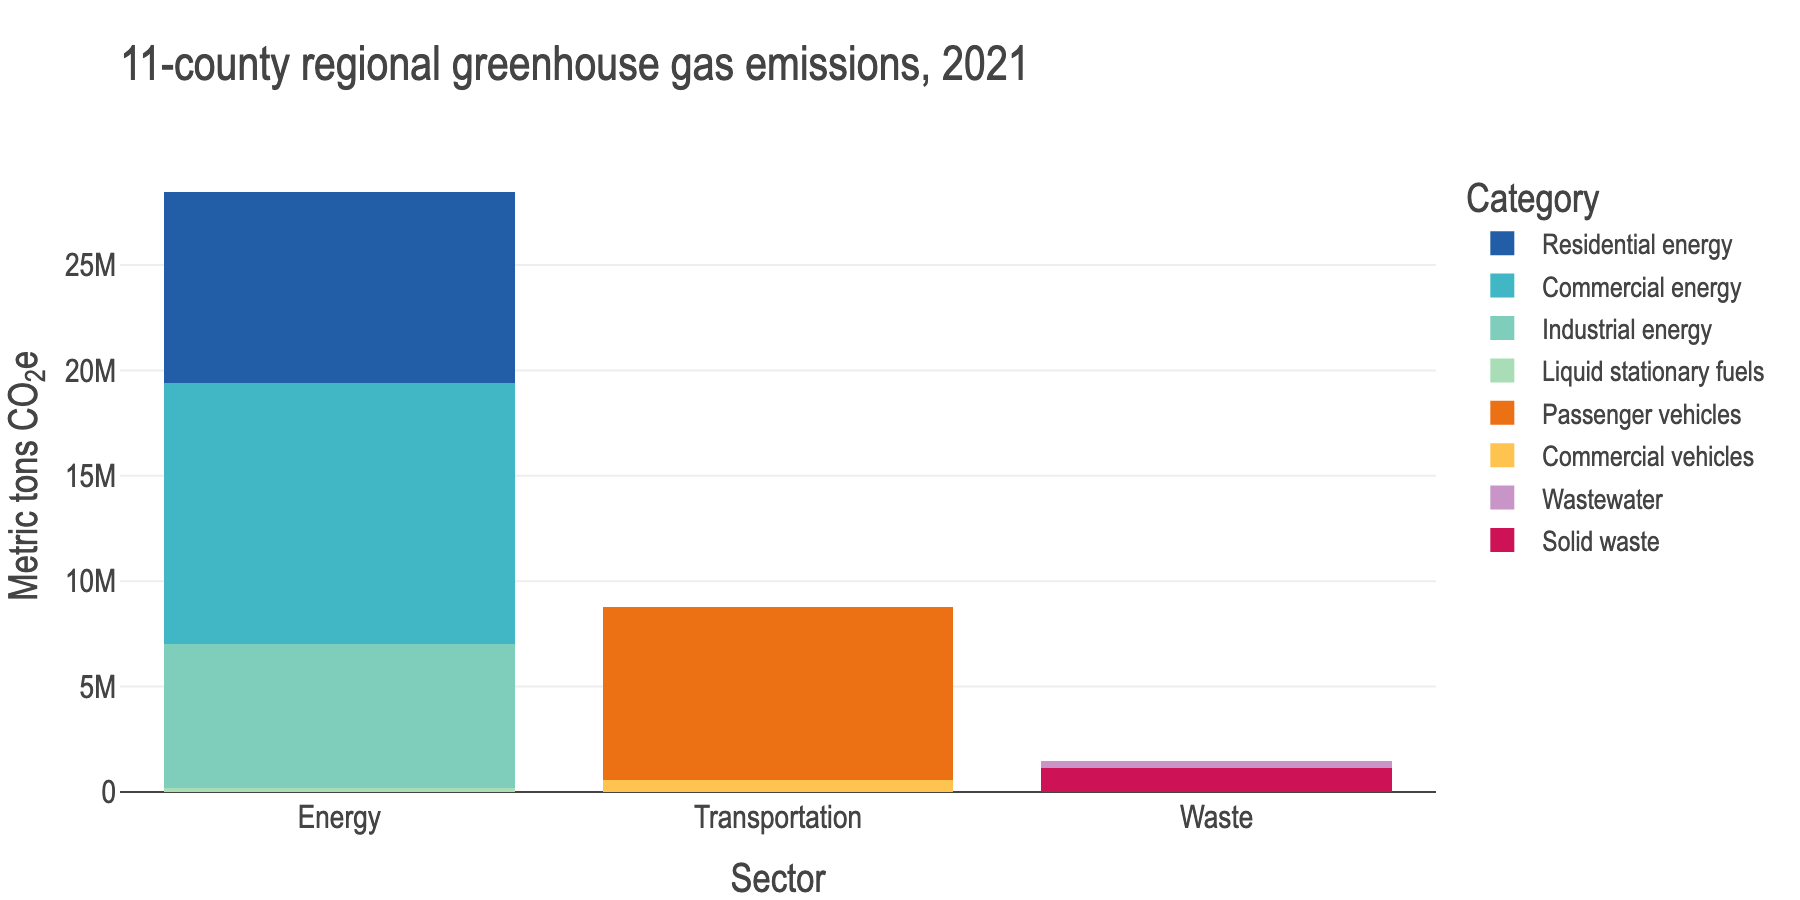 11-county regional greenhouse gas emissions, 2021
Metric tons CO₂e
25M
20M
15M
10M
5M
0
Energy
Transportation
Waste
Sector
Category
Residential energy
Commercial energy
Industrial energy
Liquid stationary fuels
Passenger vehicles
Commercial vehicles
Wastewater
Solid waste